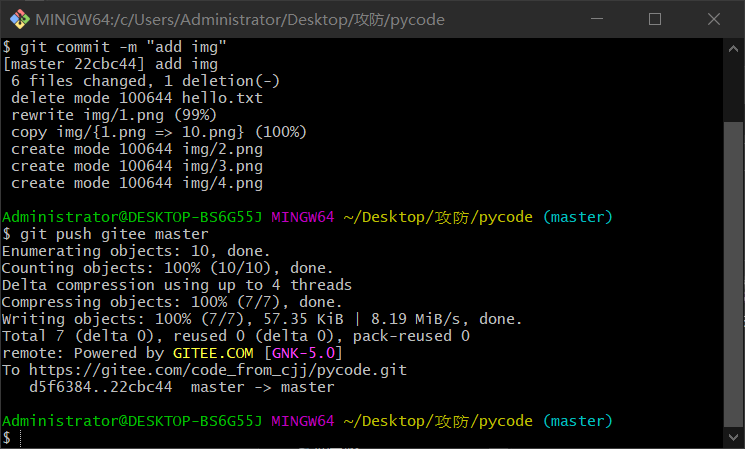 MINGW64:/c/Users/Administrator/Desktop/攻防/pycode
$ git commit -m "add img"
[master 22cbc44] add img
 6 files changed, 1 deletion(-)
 delete mode 100644 hello.txt
 rewrite img/1.png (99%)
 copy img/{1.png => 10.png} (100%)
 create mode 100644 img/2.png
 create mode 100644 img/3.png
 create mode 100644 img/4.png
Administrator@DESKTOP-BS6G55J MINGW64 ~/Desktop/攻防/pycode (master)
$ git push gitee master
Enumerating objects: 10, done.
Counting objects: 100% (10/10), done.
Delta compression using up to 4 threads
Compressing objects: 100% (7/7), done.
Writing objects: 100% (7/7), 57.35 KiB | 8.19 MiB/s, done.
Total 7 (delta 0), reused 0 (delta 0), pack-reused 0
remote: Powered by GITEE.COM [GNK-5.0]
To https://gitee.com/code_from_cjj/pycode.git
   d5f6384..22cbc44  master -> master
Administrator@DESKTOP-BS6G55J MINGW64 ~/Desktop/攻防/pycode (master)
$